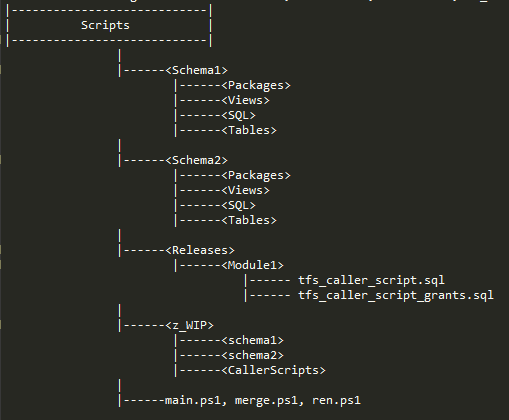 |---------------------------|
|          Scripts          |
|---------------------------|
               |
               |------<Schema1>
                       |------<Packages>
                       |------<Views>
                       |------<SQL>
                       |------<Tables>
               |
               |------<Schema2>
                       |------<Packages>
                       |------<Views>
                       |------<SQL>
                       |------<Tables>
               |
               |------<Releases>
                       |------<Module1>
                                 |------ tfs_caller_script.sql
                                 |------ tfs_caller_script_grants.sql
               |
               |------<z_WIP>
                       |------<schema1>
                       |------<schema2>
                       |------<CallerScripts>
               |
               |------main.ps1, merge.ps1, ren.ps1